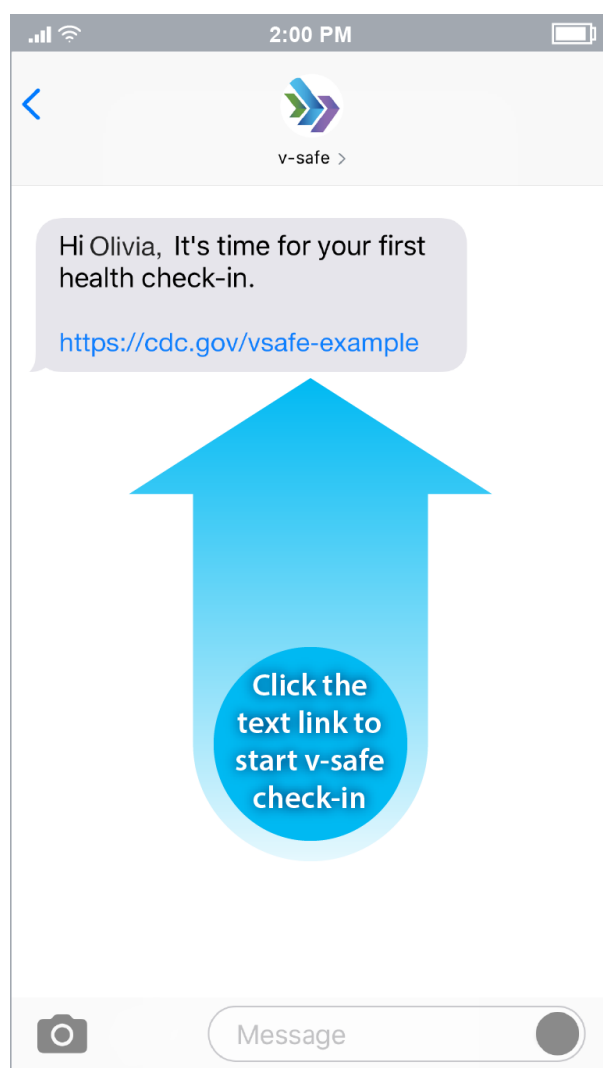 2:00 PM
v-safe >
Hi Olivia, It's time for your first
health check-in.
https://cdc.gov/vsafe-example
Click the
text link to
start v-safe
check-in
Message